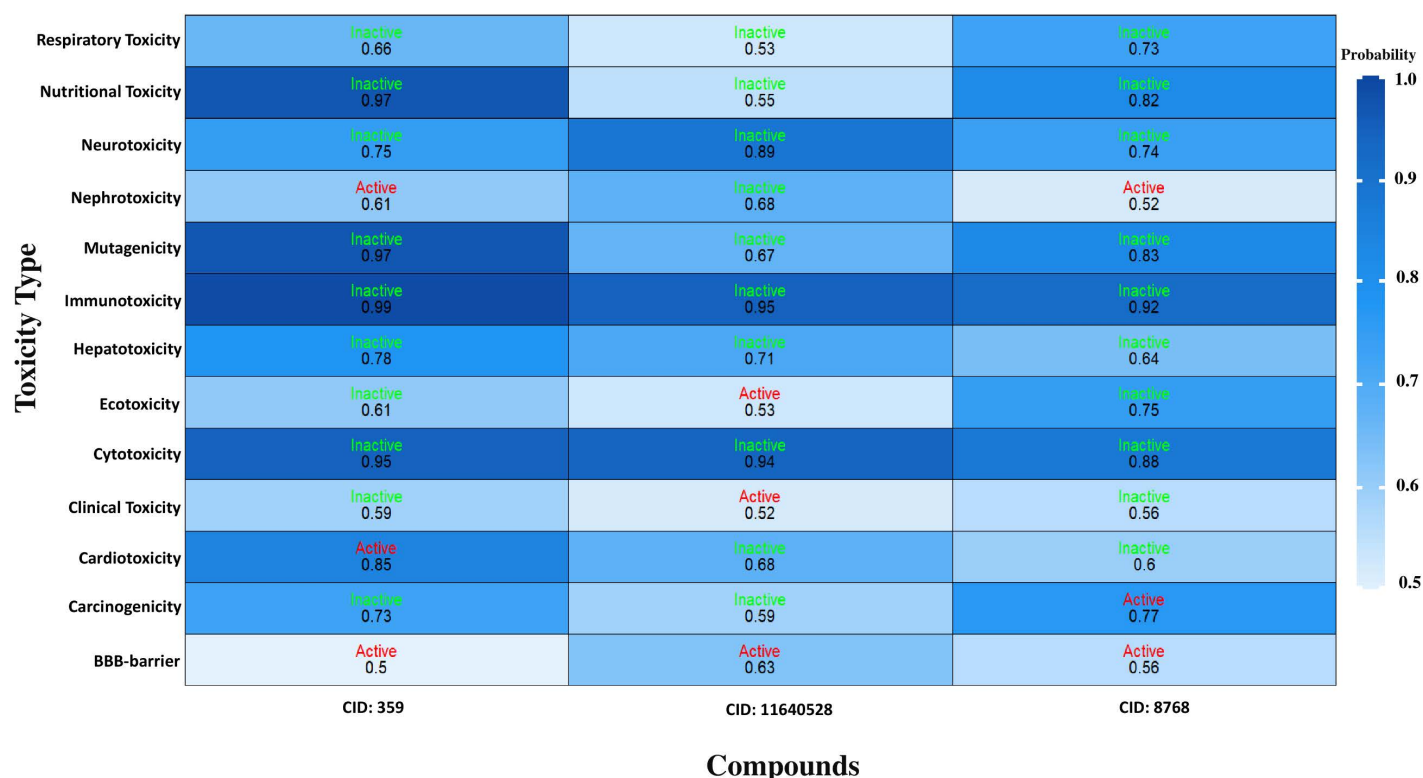 Respiratory Toxicity
Inactive
0.66
Inactive
0.53
Inactive
0.73
Nutritional Toxicity
Inactive
0.97
Inactive
0.55
Inactive
0.82
Neurotoxicity
Inactive
0.75
Inactive
0.89
Inactive
0.74
Nephrotoxicity
Active
0.61
Inactive
0.68
Active
0.52
Mutagenicity
Inactive
0.97
Inactive
0.67
Inactive
0.83
Immunotoxicity
Inactive
0.99
Inactive
0.95
Inactive
0.92
Hepatotoxicity
Inactive
0.78
Inactive
0.71
Inactive
0.64
Ecotoxicity
Inactive
0.61
Active
0.53
Inactive
0.75
Cytotoxicity
Inactive
0.95
Inactive
0.94
Inactive
0.88
Clinical Toxicity
Inactive
0.59
Active
0.52
Inactive
0.56
Cardiotoxicity
Active
0.85
Inactive
0.68
Inactive
0.6
Carcinogenicity
Inactive
0.73
Inactive
0.59
Active
0.77
BBB-barrier
Active
0.5
Active
0.63
Active
0.56
CID: 359
CID: 11640528
CID: 8768
Compounds
Toxicity Type
Probability
1.0
0.9
0.8
0.7
0.6
0.5